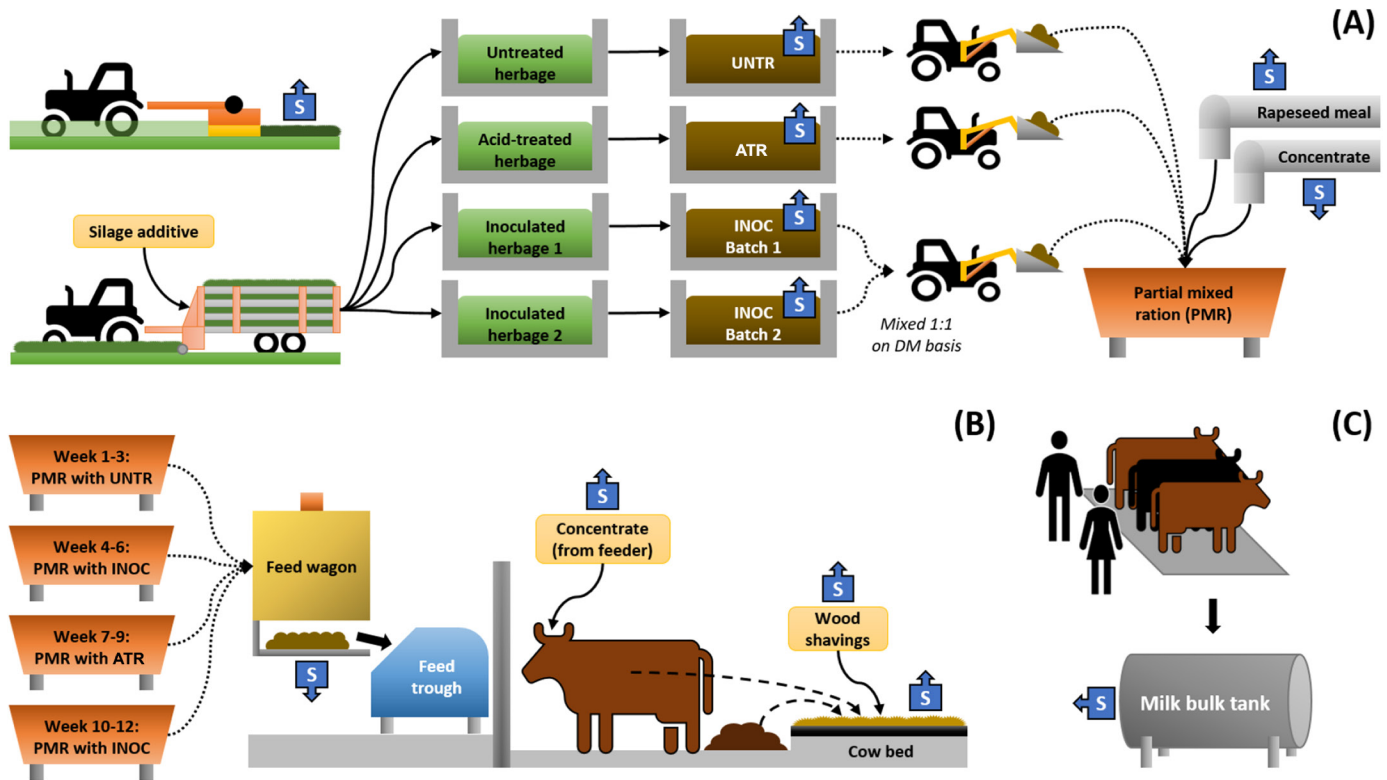 (A)
S
Silage additive
Untreated
herbage
Acid-treated
herbage
Inoculated
herbage 1
Inoculated
herbage 2
S
UNTR
S
ATR
S
INOC
Batch 1
S
INOC
Batch 2
Mixed 1:1
on DM basis
S
Rapeseed meal
Concentrate
S
Partial mixed
ration (PMR)
(B)
Week 1-3:
PMR with UNTR
Week 4-6:
PMR with INOC
Week 7-9:
PMR with ATR
Week 10-12:
PMR with INOC
Feed wagon
S
Feed
trough
S
Concentrate
(from feeder)
S
Wood
shavings
S
Cow bed
(C)
S
Milk bulk tank